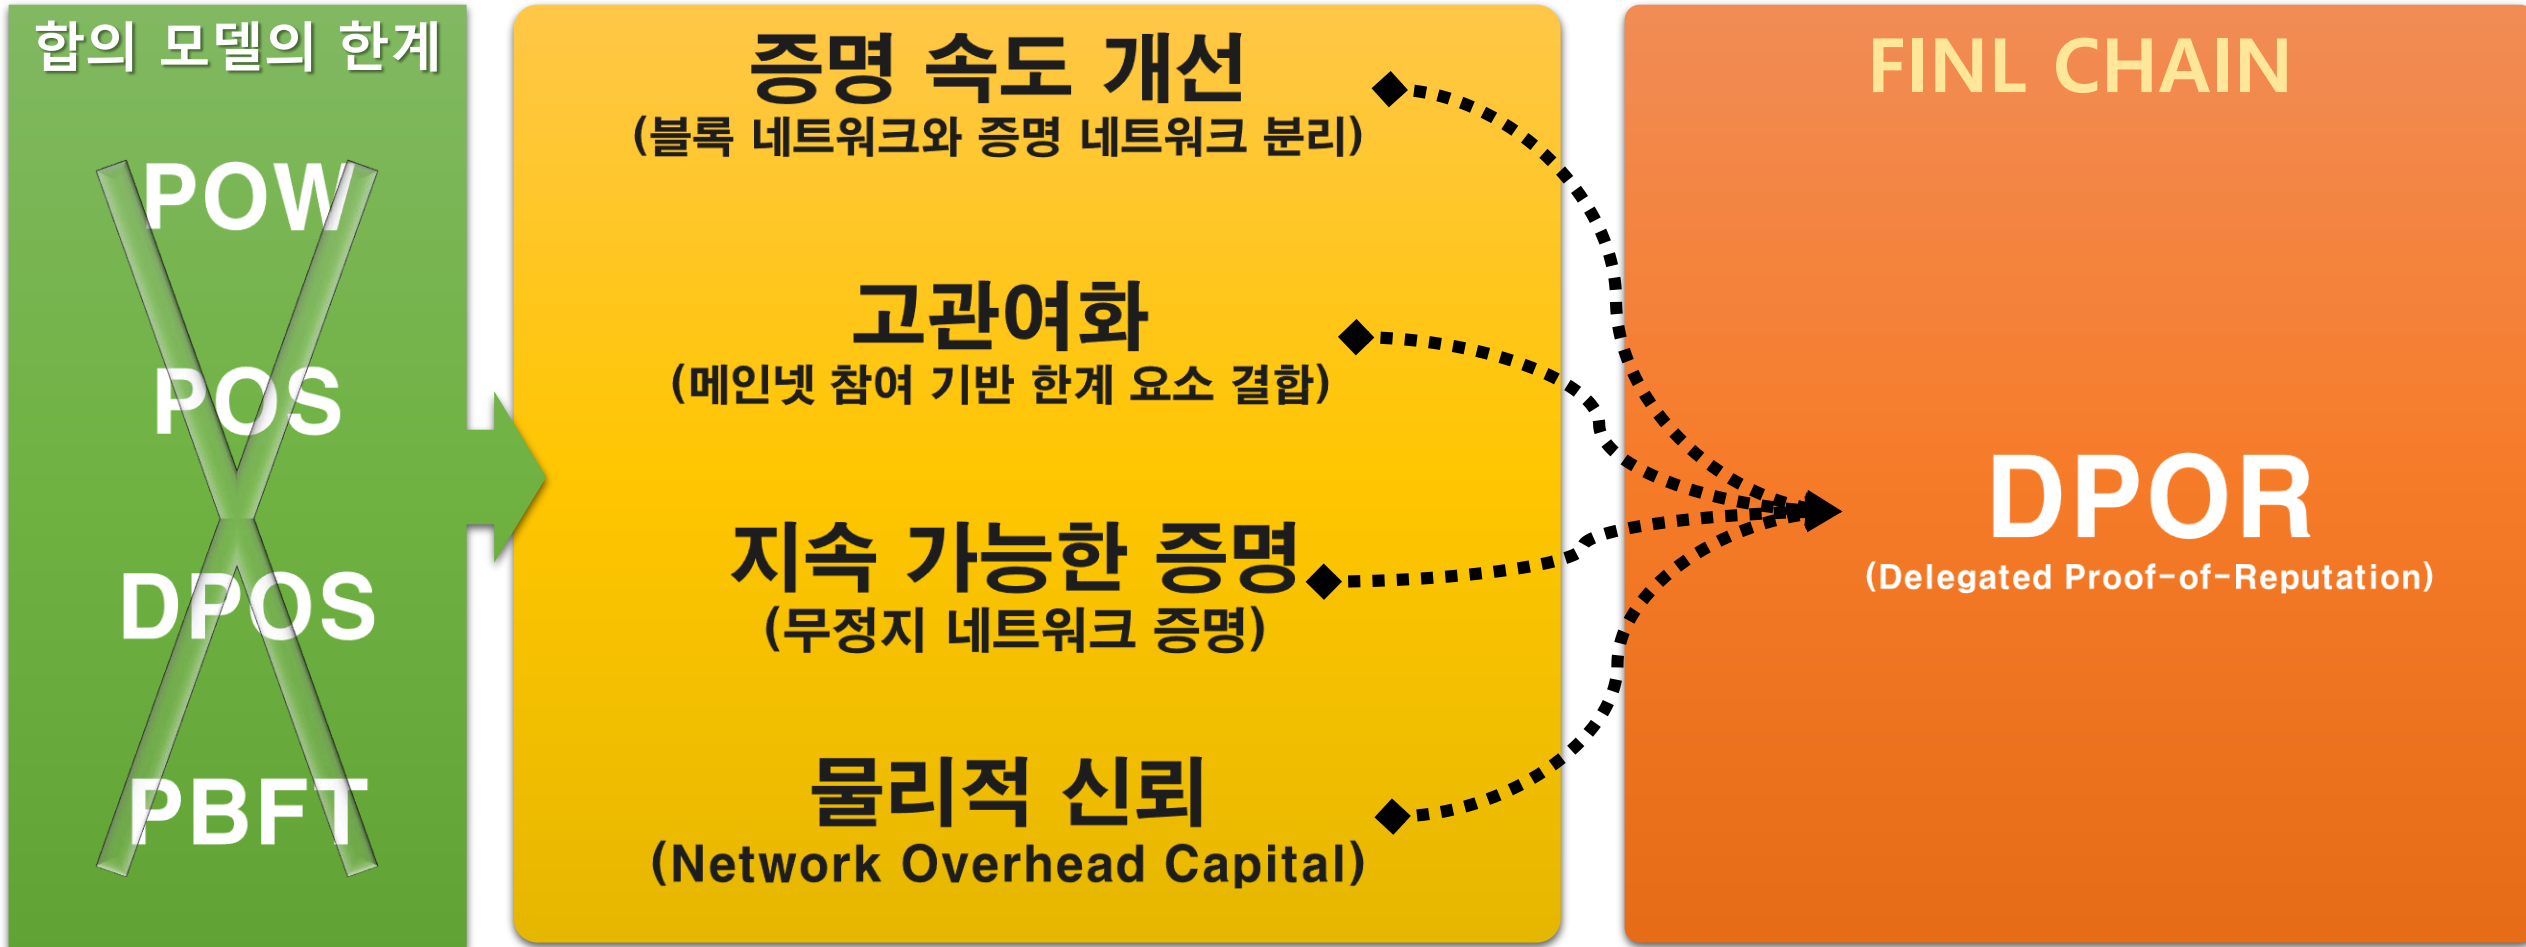 합의 모델의 한계
POW
POS
DPOS
PBFT
증명 속도 개선
(블록 네트워크와 증명 네트워크 분리)
고관여화
(메인넷 참여 기반 한계 요소 결합)
지속 가능한 증명
(무정지 네트워크 증명)
물리적 신뢰
(Network Overhead Capital)
FINL CHAIN
DPOR
(Delegated Proof-of-Reputation)